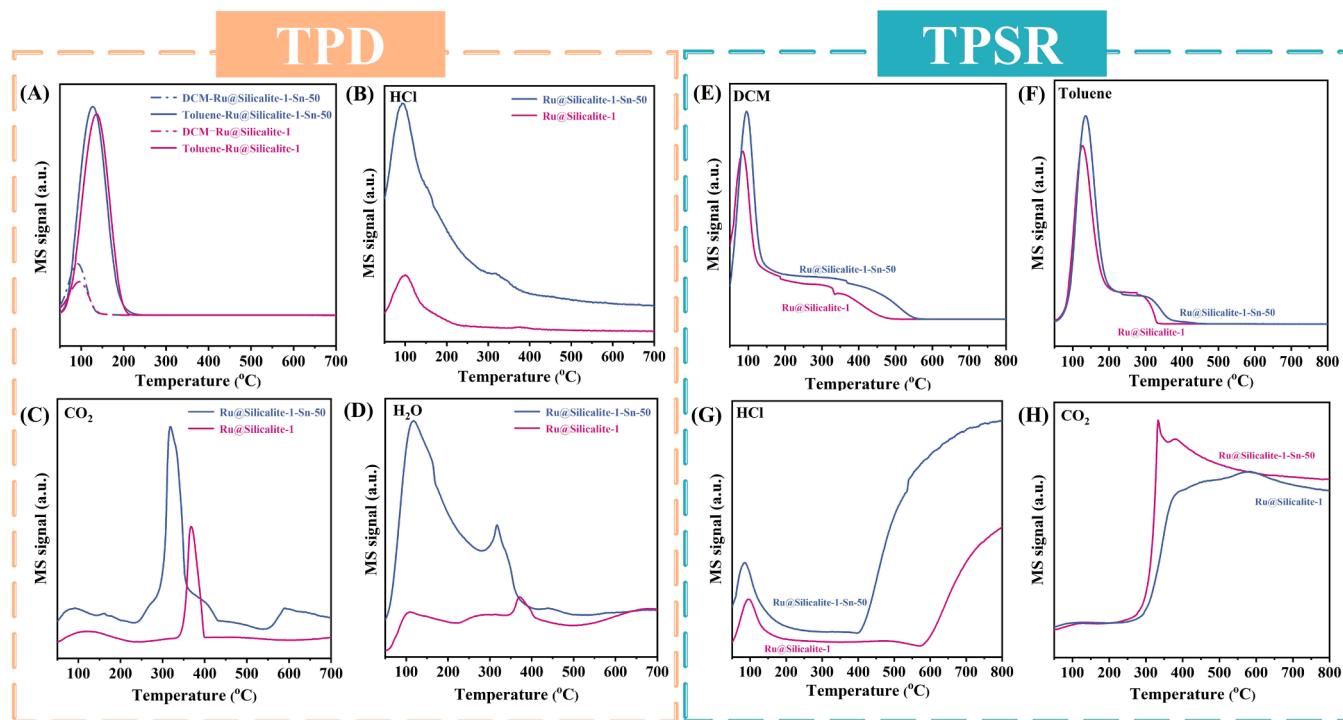 TPD
TPSR
(A)
DCM-Ru@Silicalite-1-Sn-50
Toluene-Ru@Silicalite-1-Sn-50
DCM−Ru@Silicalite-1
Toluene-Ru@Silicalite-1
MS signal (a.u.)
100 200 300 400 500 600 700
Temperature (°C)
(B)
HCl
Ru@Silicalite-1-Sn-50
Ru@Silicalite-1
MS signal (a.u.)
100 200 300 400 500 600 700
Temperature (°C)
(E)
DCM
Ru@Silicalite-1-Sn-50
Ru@Silicalite-1
MS signal (a.u.)
100 200 300 400 500 600 700 800
Temperature (°C)
(F)
Toluene
Ru@Silicalite-1-Sn-50
Ru@Silicalite-1
MS signal (a.u.)
100 200 300 400 500 600 700 800
Temperature (°C)
(C)
CO₂
Ru@Silicalite-1-Sn-50
Ru@Silicalite-1
MS signal (a.u.)
100 200 300 400 500 600 700
Temperature (°C)
(D)
H₂O
Ru@Silicalite-1-Sn-50
Ru@Silicalite-1
MS signal (a.u.)
100 200 300 400 500 600 700
Temperature (°C)
(G)
HCl
Ru@Silicalite-1-Sn-50
Ru@Silicalite-1
MS signal (a.u.)
100 200 300 400 500 600 700 800
Temperature (°C)
(H)
CO₂
Ru@Silicalite-1-Sn-50
Ru@Silicalite-1
MS signal (a.u.)
100 200 300 400 500 600 700 800
Temperature (°C)